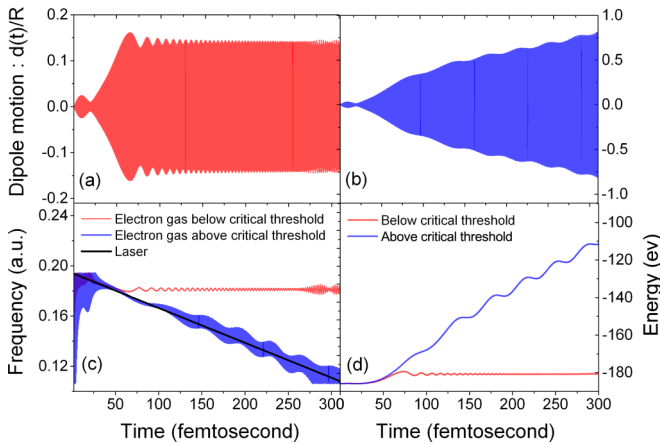 Dipole motion : d(t)/R
0.2
0.1
0.0
-0.1
-0.2
(a)
1.0
0.5
0.0
-0.5
-1.0
(b)
Frequency (a.u.)
0.24
0.20
0.16
0.12
Electron gas below critical threshold
Electron gas above critical threshold
Laser
(c)
50 100 150 200 250 300
Time (femtosecond)
Below critical threshold
Above critical threshold
(d)
-100
-120
-140
-160
-180
Energy (ev)
50 100 150 200 250 300
Time (femtosecond)